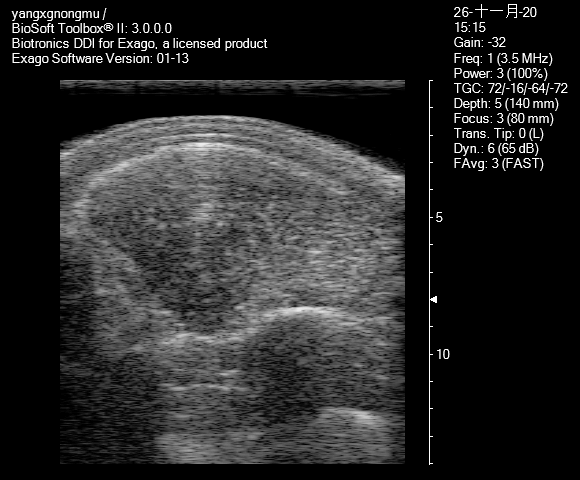 yangxgnongmu /
BioSoft Toolbox® II: 3.0.0.0
Biotronics DDI for Exago, a licensed product
Exago Software Version: 01-13
26-十一月-20
15:15
Gain: -32
Freq: 1 (3.5 MHz)
Power: 3 (100%)
TGC: 72/-16/-64/-72
Depth: 5 (140 mm)
Focus: 3 (80 mm)
Trans. Tip: 0 (L)
Dyn.: 6 (65 dB)
FAvg: 3 (FAST)
5
10